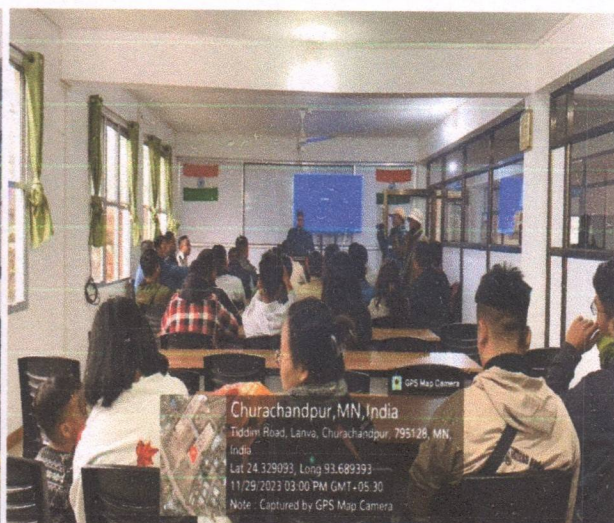 GPS Map Camera
Churachandpur,MN,India
Tiddim Road, Lanva, Churachandpur, 795128, MN,
India
Lat 24.329093, Long 93.689393
11/29/2023 03:00 PM GMT+05:30
Note : Captured by GPS Map Camera